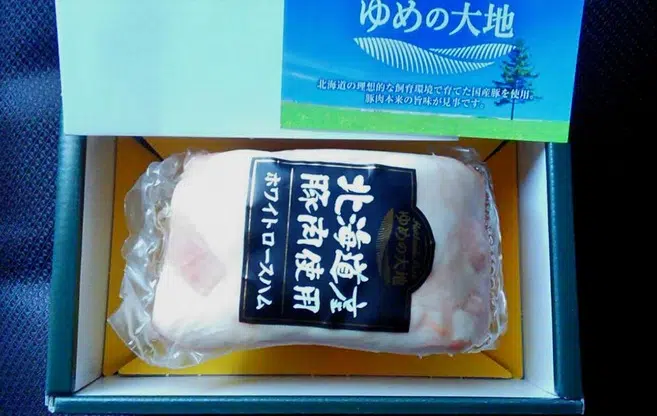 ゆめの大地
北海道の理想的な飼育環境で育てた国産豚を使用。
豚肉本来の旨味が見事です。
北海道産
豚肉使用
ホワイトロースハム
ゆめの大地